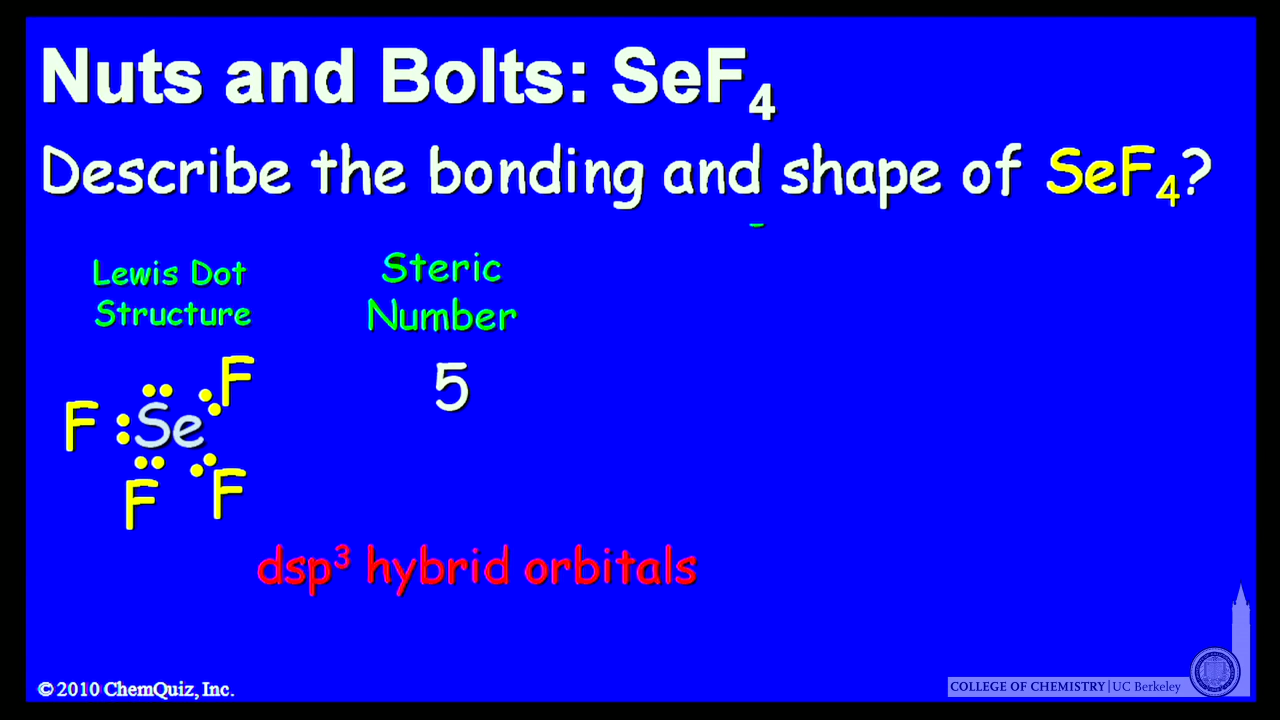 Nuts and Bolts: SeF₄
Describe the bonding and shape of SeF₄?
Lewis Dot
Structure
Steric
Number
5
F
F :Se
F F
dsp³ hybrid orbitals
© 2010 ChemQuiz, Inc.
COLLEGE OF CHEMISTRY | UC Berkeley